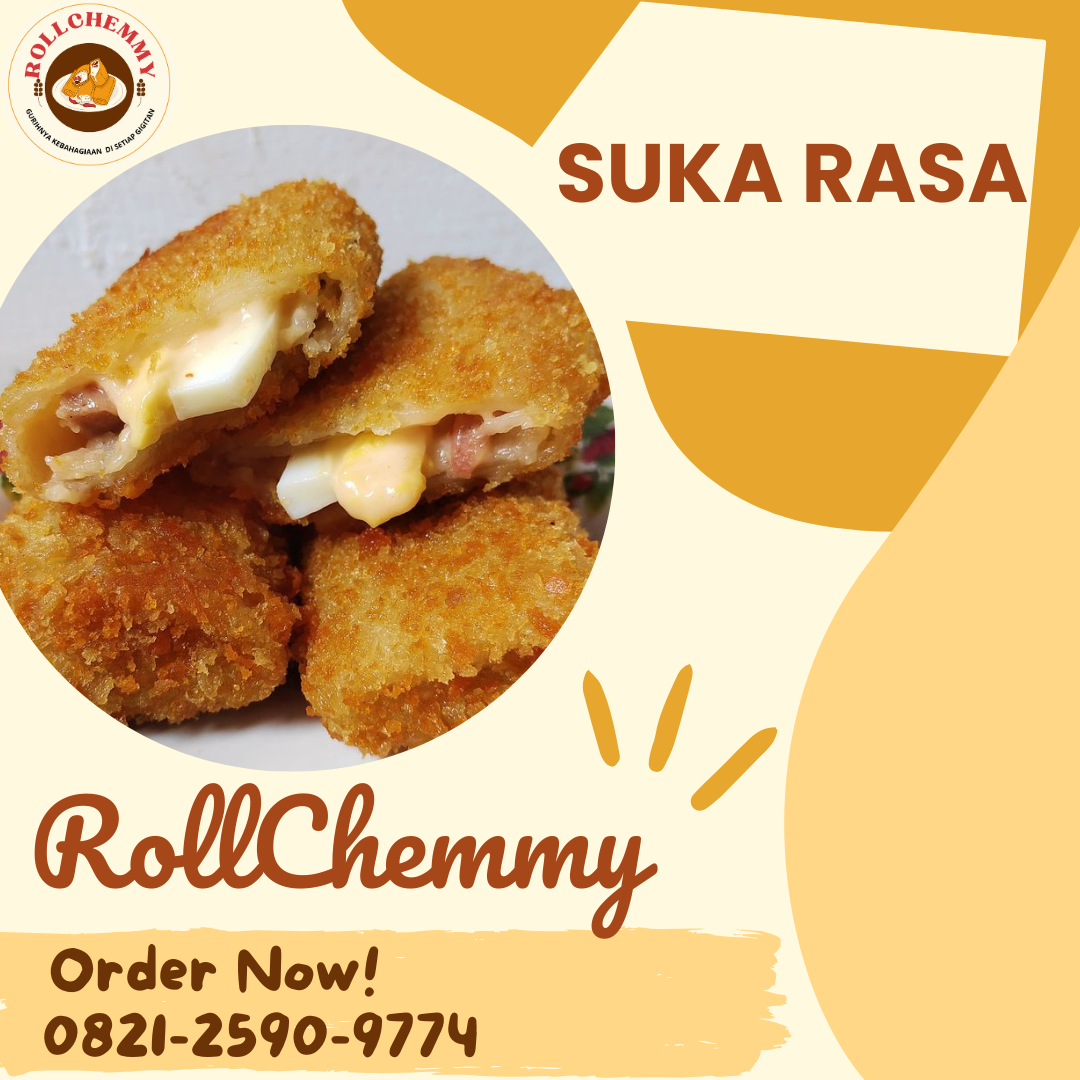 ROLLCHEMMY
GURIHNYA KEBAHAGIAAN DI SETIAP GIGITAN
SUKA RASA
RollChemmy
Order Now!
0821-2590-9774